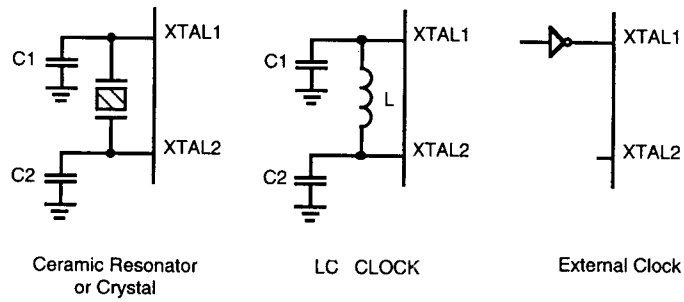 XTAL1
C1
XTAL2
C2
Ceramic Resonator
or Crystal
XTAL1
C1
L
XTAL2
C2
LC CLOCK
XTAL1
XTAL2
External Clock